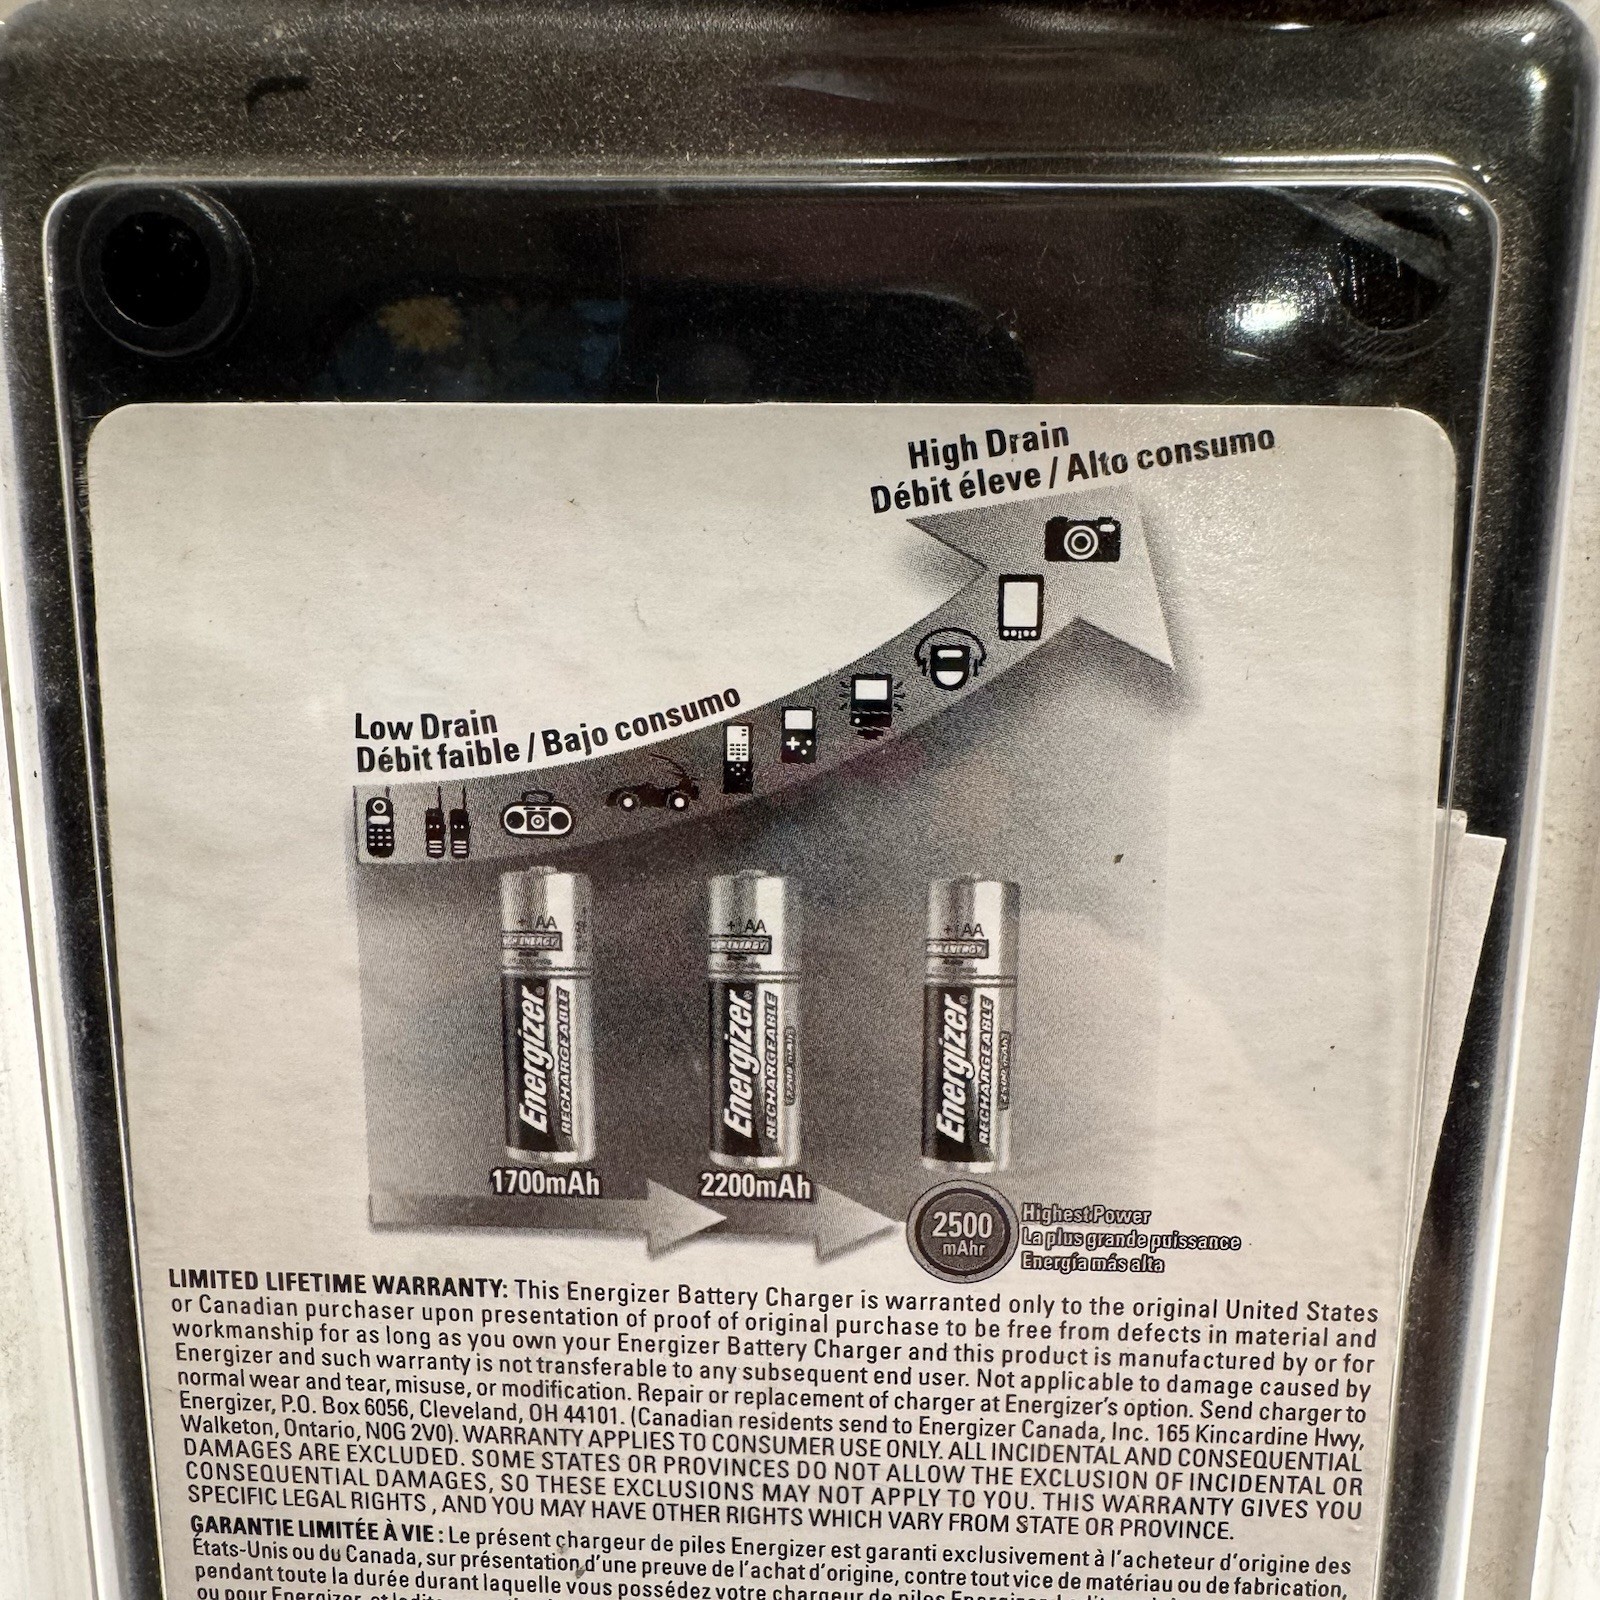 High Drain
Débit éleve / Alto consumo
Low Drain
Débit faible / Bajo consumo
+ AA
Energizer®
RECHARGEABLE
1700mAh
+ AA
Energizer®
RECHARGEABLE
2200mAh
+ AA
Energizer®
RECHARGEABLE
2500
mAhr
Highest Power
La plus grande puissance
Energía más alta
LIMITED LIFETIME WARRANTY: This Energizer Battery Charger is warranted only to the original United States
or Canadian purchaser upon presentation of proof of original purchase to be free from defects in material and
workmanship for as long as you own your Energizer Battery Charger and this product is manufactured by or for
Energizer and such warranty is not transferable to any subsequent end user. Not applicable to damage caused by
normal wear and tear, misuse, or modification. Repair or replacement of charger at Energizer's option. Send charger to
Energizer, P.O. Box 6056, Cleveland, OH 44101. (Canadian residents send to Energizer Canada, Inc. 165 Kincardine Hwy,
Walketon, Ontario, N0G 2V0). WARRANTY APPLIES TO CONSUMER USE ONLY. ALL INCIDENTAL AND CONSEQUENTIAL
DAMAGES ARE EXCLUDED. SOME STATES OR PROVINCES DO NOT ALLOW THE EXCLUSION OF INCIDENTAL OR
CONSEQUENTIAL DAMAGES, SO THESE EXCLUSIONS MAY NOT APPLY TO YOU. THIS WARRANTY GIVES YOU
SPECIFIC LEGAL RIGHTS , AND YOU MAY HAVE OTHER RIGHTS WHICH VARY FROM STATE OR PROVINCE.
GARANTIE LIMITÉE À VIE : Le présent chargeur de piles Energizer est garanti exclusivement à l'acheteur d'origine des
États-Unis ou du Canada, sur présentation d'une preuve de l'achat d'origine, contre tout vice de matériau ou de fabrication,
pendant toute la durée durant laquelle vous possédez votre chargeur de piles
ou pour Energizer, et